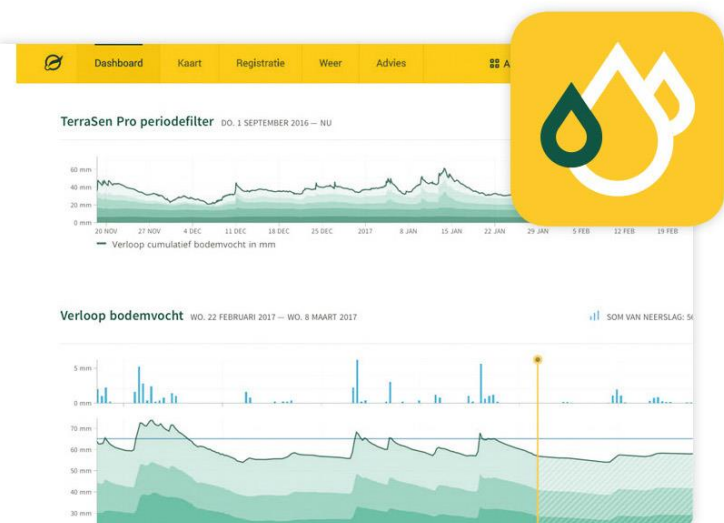 Dashboard Kaart Registratie Weer Advies A
TerraSen Pro periodefilter DO. 1 SEPTEMBER 2016 — NU
60 mm
40 mm
20 mm
0 mm
20 NOV 27 NOV 4 DEC 11 DEC 18 DEC 25 DEC 2017 8 JAN 15 JAN 22 JAN 29 JAN 5 FEB 12 FEB 19 FEB
Verloop cumulatief bodemvocht in mm
Verloop bodemvocht WO. 22 FEBRUARI 2017 — WO. 8 MAART 2017 SOM VAN NEERSLAG:
5 mm
0 mm
70 mm
60 mm
50 mm
40 mm
30 mm